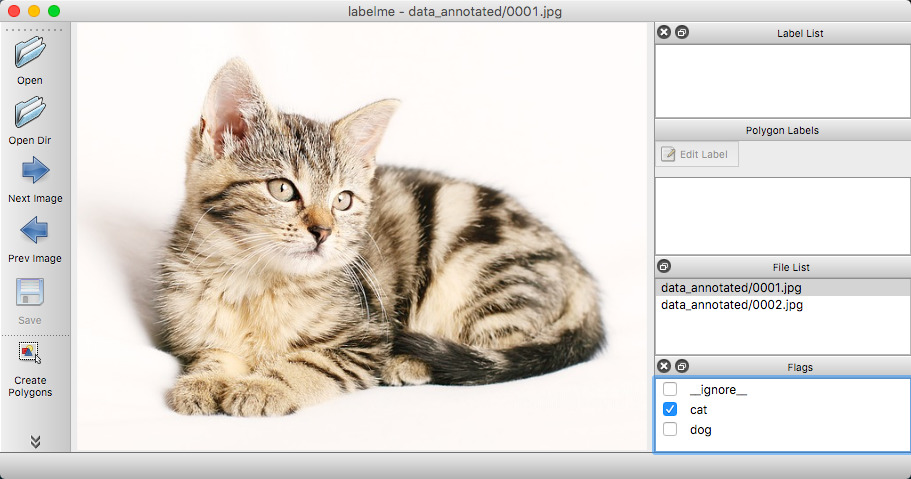 labelme - data_annotated/0001.jpg
Open
Open Dir
Next Image
Prev Image
Save
Create
Polygons
Label List
Polygon Labels
Edit Label
File List
data_annotated/0001.jpg
data_annotated/0002.jpg
Flags
__ignore__
cat
dog